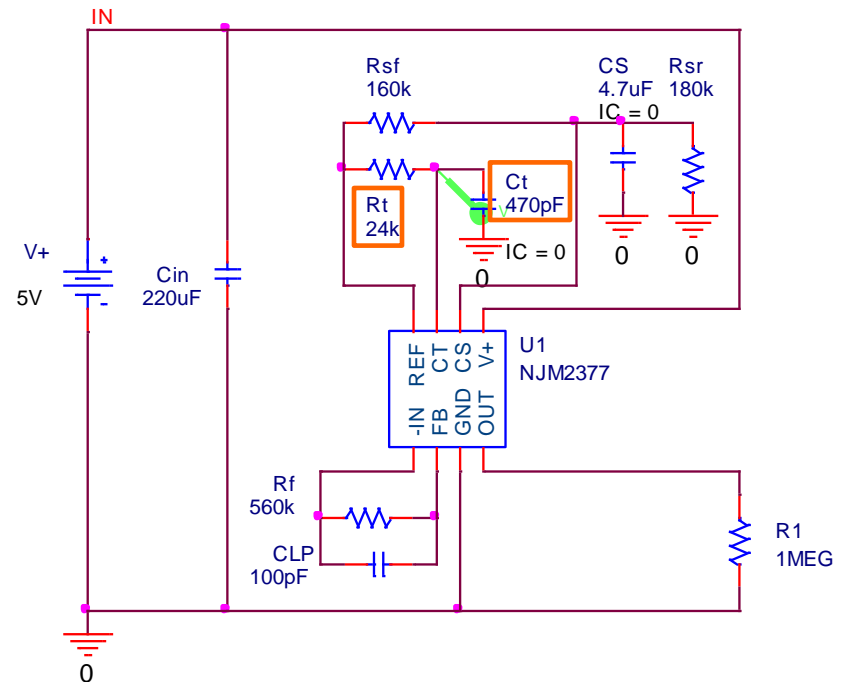 IN
Rsf
160k
CS
4.7uF
IC = 0
Rsr
180k
Rt
24k
Ct
470pF
V
IC = 0
0
0
0
V+
5V
+
-
Cin
220uF
REF
CT
CS
V+
-IN
FB
GND
OUT
U1
NJM2377
Rf
560k
CLP
100pF
R1
1MEG
0